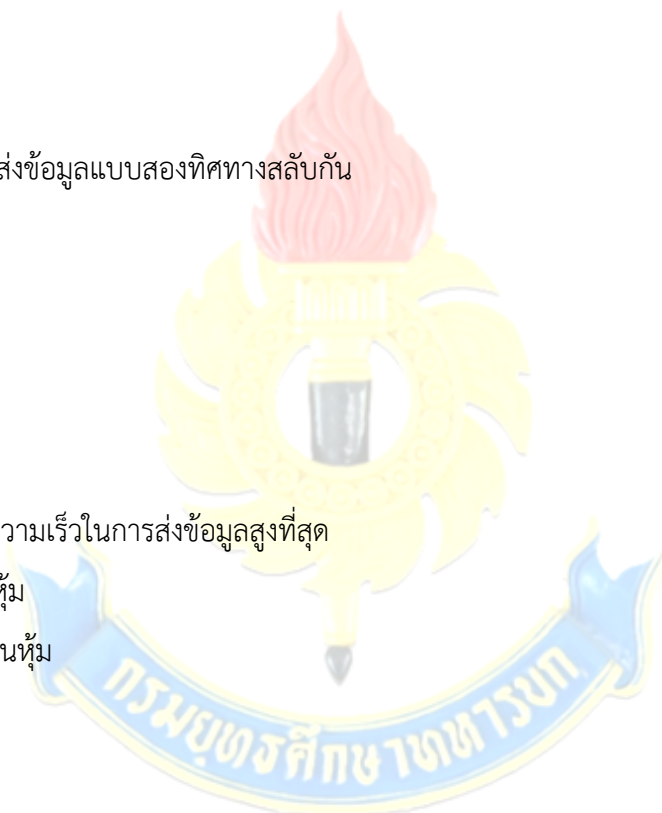 ส่งข้อมูลแบบสองทิศทางสลับกัน
วามเร็วในการส่งข้อมูลสูงที่สุด
หุ้ม
นหุ้ม
กรมยุทธศึกษาทหารบก